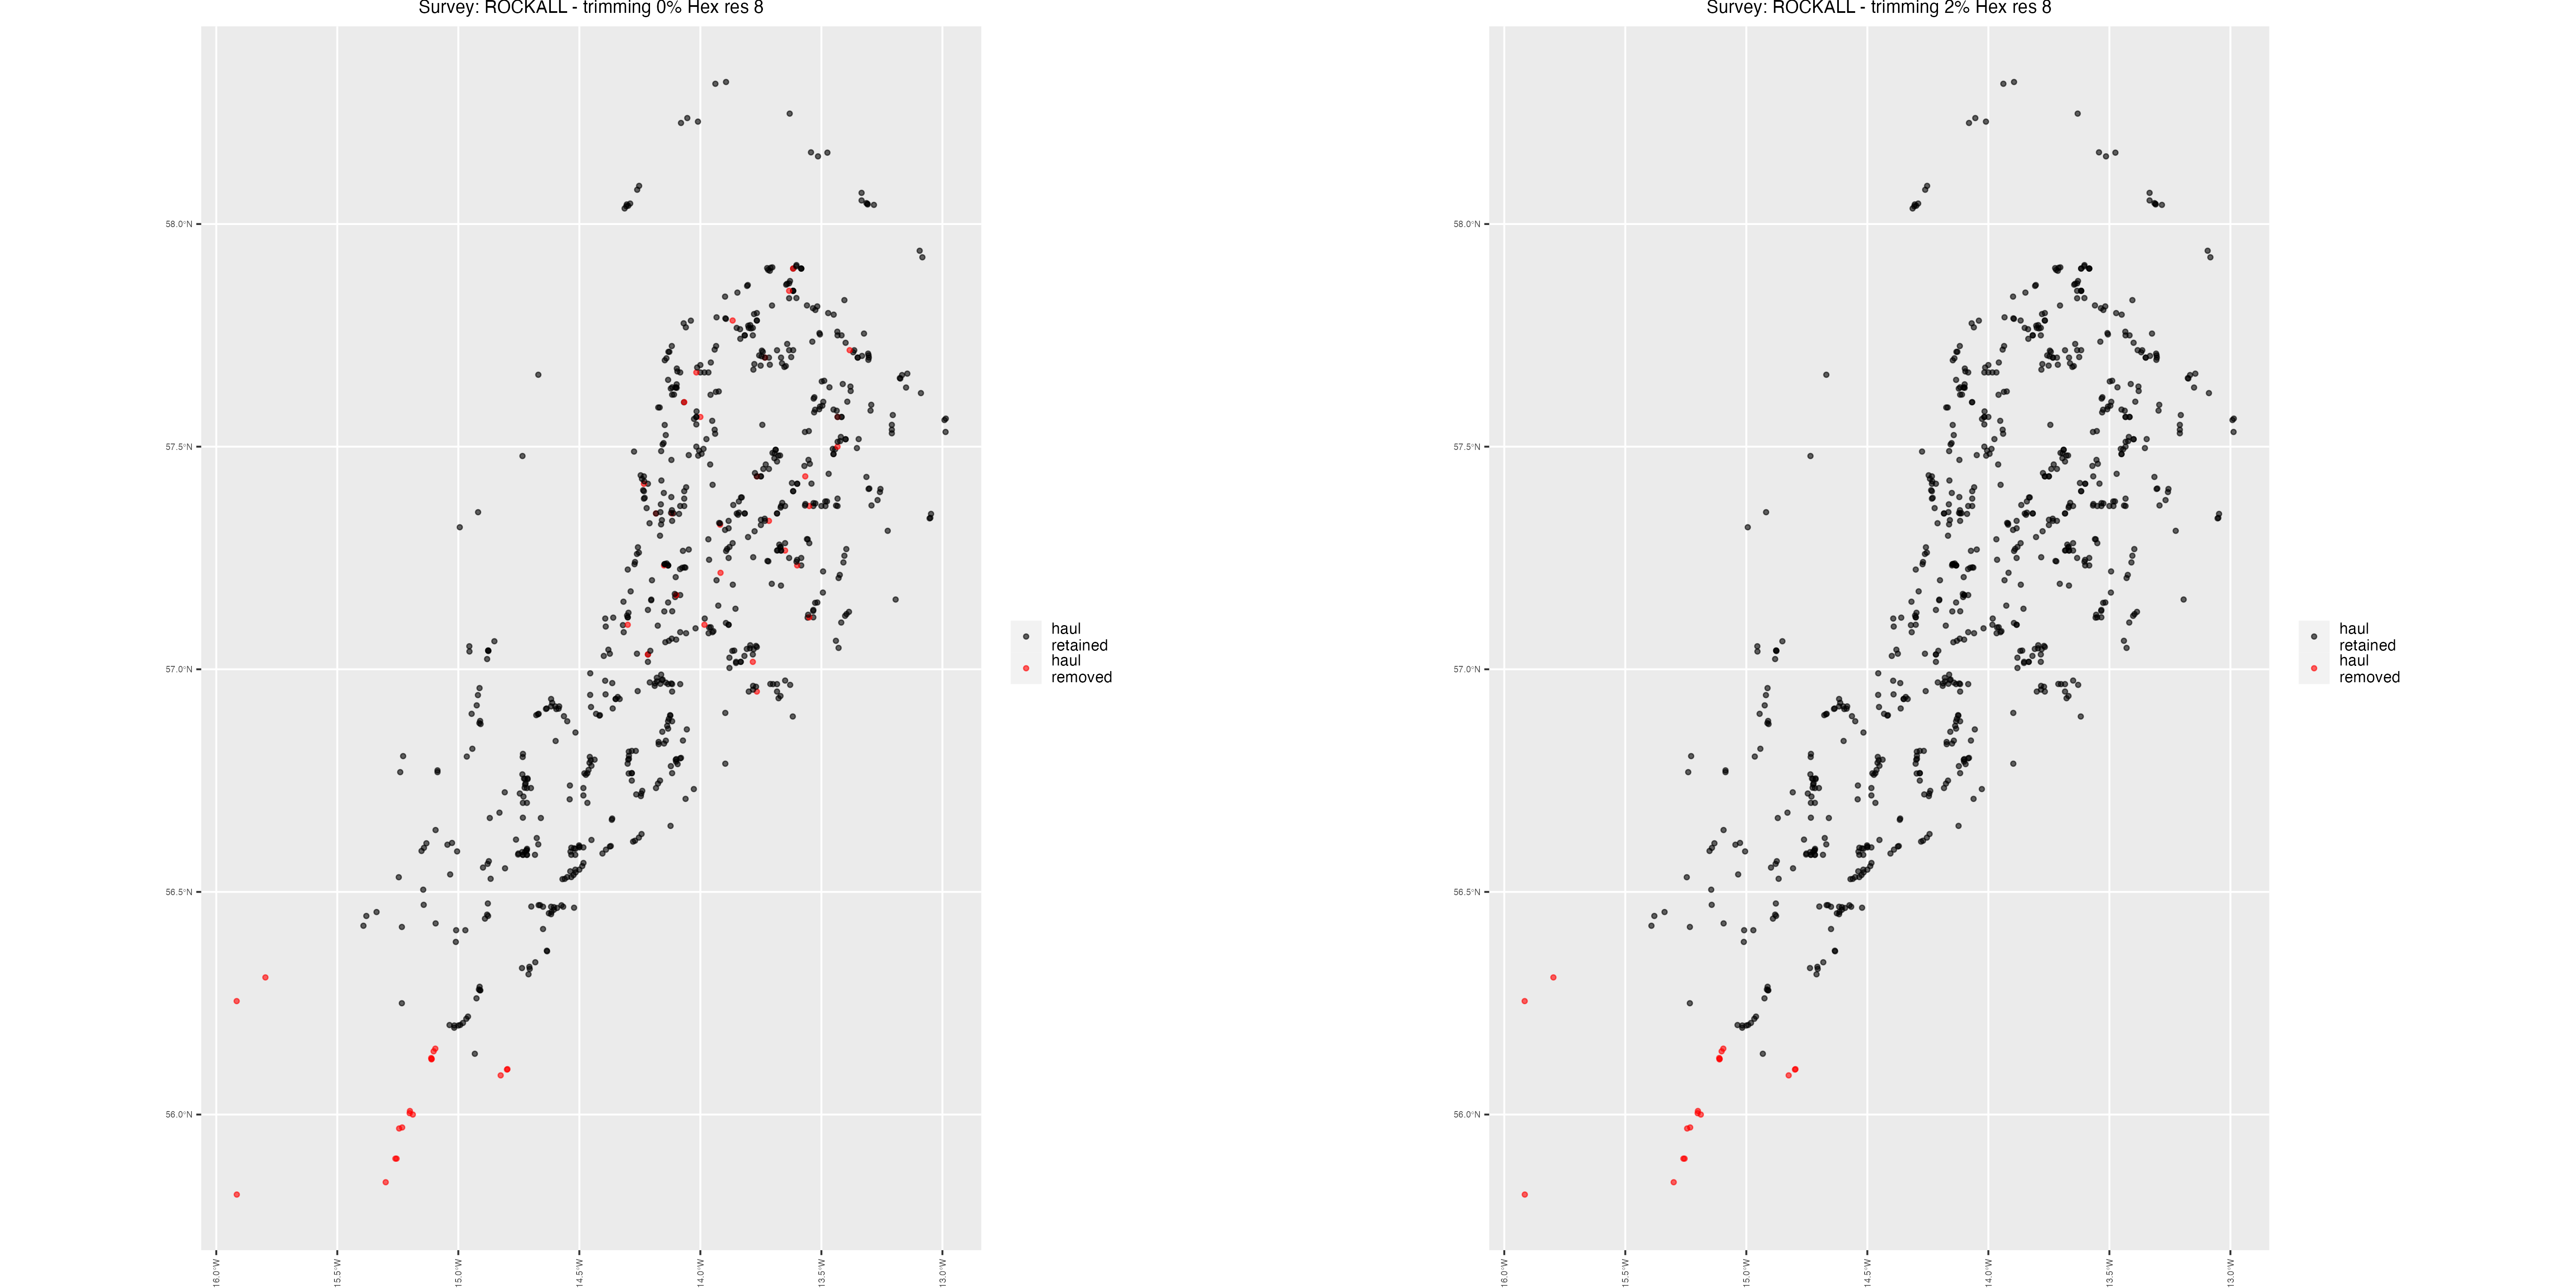 Survey: ROCKALL - trimming 0% Hex res 8
58.0°N
57.5°N
57.0°N
56.5°N
56.0°N
16.0°W
15.5°W
15.0°W
14.5°W
14.0°W
13.5°W
13.0°W
haul
retained
haul
removed
Survey: ROCKALL - trimming 2% Hex res 8
58.0°N
57.5°N
57.0°N
56.5°N
56.0°N
16.0°W
15.5°W
15.0°W
14.5°W
14.0°W
13.5°W
13.0°W
haul
retained
haul
removed